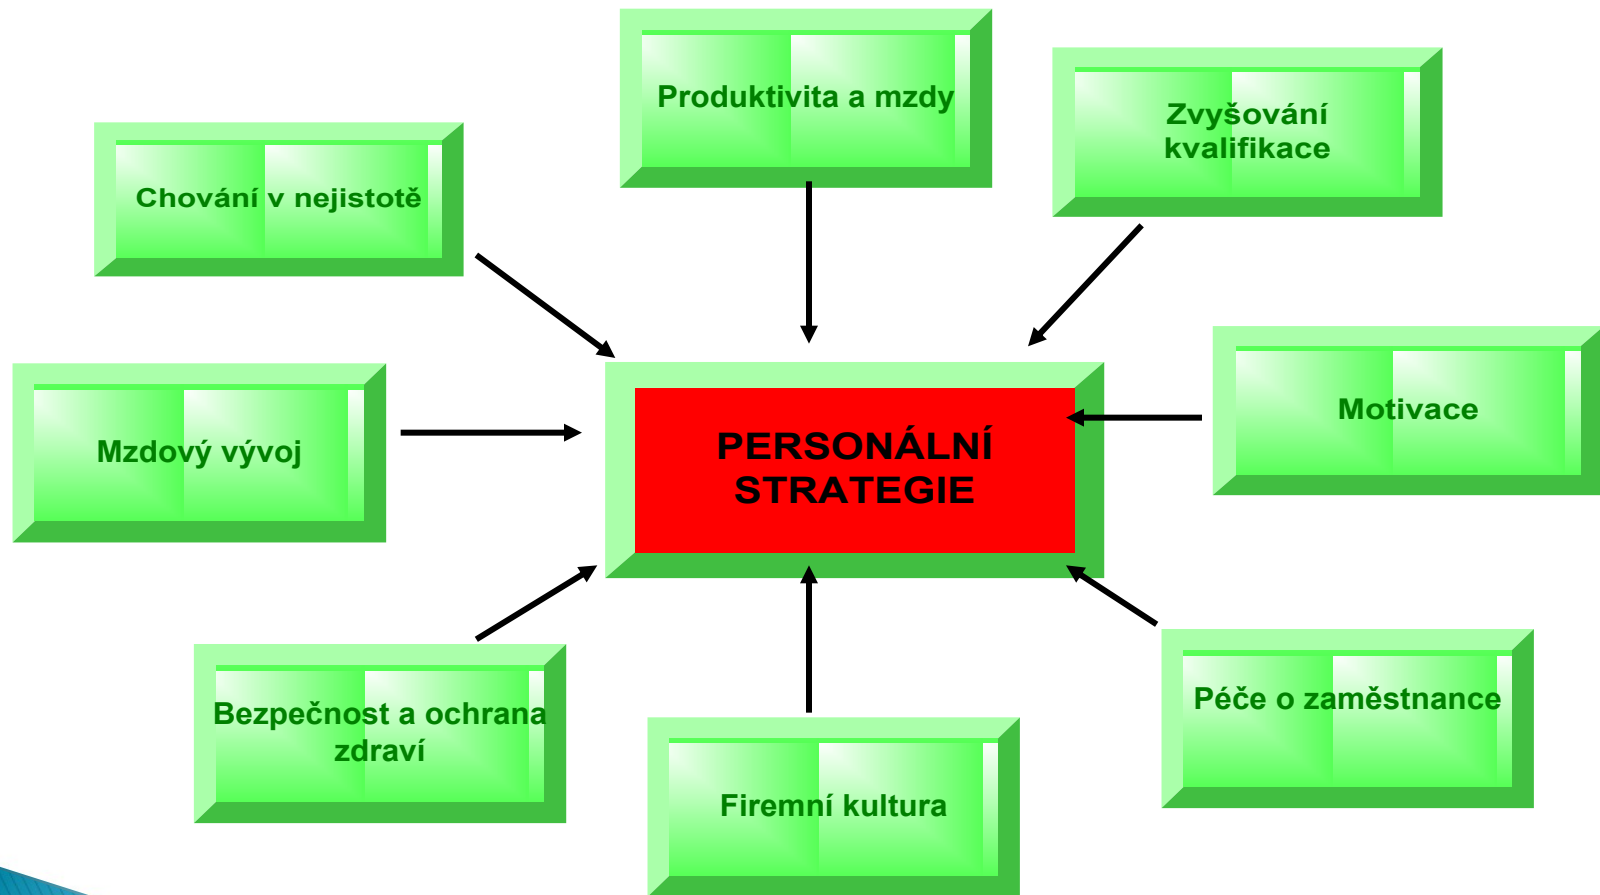 Produktivita a mzdy
Zvyšování
kvalifikace
Chování v nejistotě
Motivace
PERSONÁLNÍ
STRATEGIE
Mzdový vývoj
Péče o zaměstnance
Bezpečnost a ochrana
zdraví
Firemní kultura